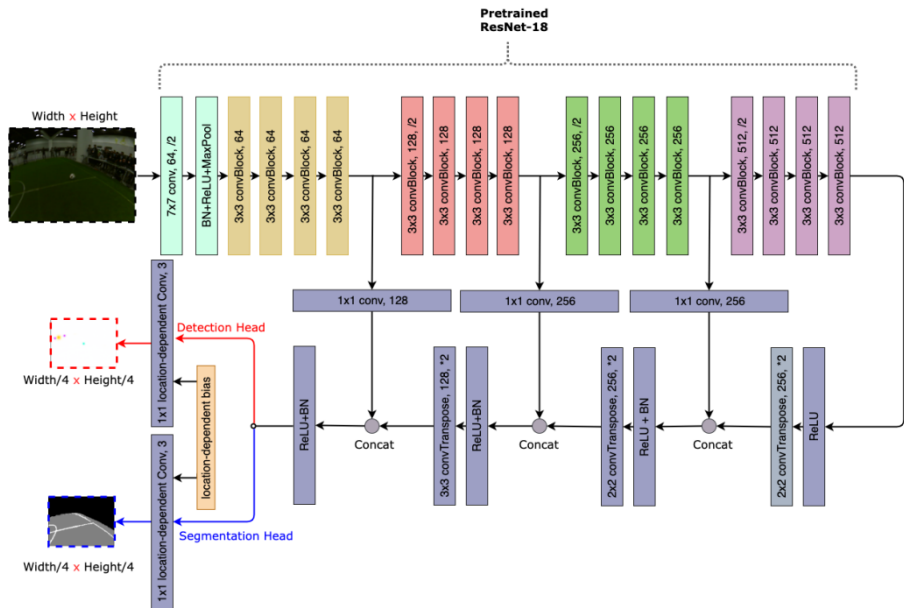 Pretrained
ResNet-18
Width x Height
7x7 conv, 64, /2
BN+ReLU+MaxPool
3x3 convBlock, 64
3x3 convBlock, 64
3x3 convBlock, 64
3x3 convBlock, 64
3x3 convBlock, 128, /2
3x3 convBlock, 128
3x3 convBlock, 128
3x3 convBlock, 128
3x3 convBlock, 256, /2
3x3 convBlock, 256
3x3 convBlock, 256
3x3 convBlock, 256
3x3 convBlock, 512, /2
3x3 convBlock, 512
3x3 convBlock, 512
3x3 convBlock, 512
1x1 conv, 128
1x1 conv, 256
1x1 conv, 256
1x1 location-dependent Conv, 3
Detection Head
Width/4 x Height/4
location-dependent bias
ReLU+BN
Concat
3x3 convTranspose, 128, *2
ReLU+BN
Concat
2x2 convTranspose, 256, *2
ReLU + BN
Concat
2x2 convTranspose, 256, *2
ReLU
1x1 location-dependent Conv, 3
Segmentation Head
Width/4 x Height/4